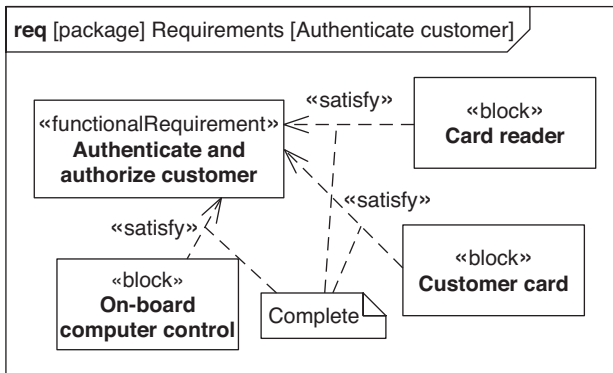 req [package] Requirements [Authenticate customer]
«satisfy»
«functionalRequirement»
Authenticate and
authorize customer
«block»
Card reader
«satisfy»
«satisfy»
«block»
Customer card
«block»
On-board
computer control
Complete